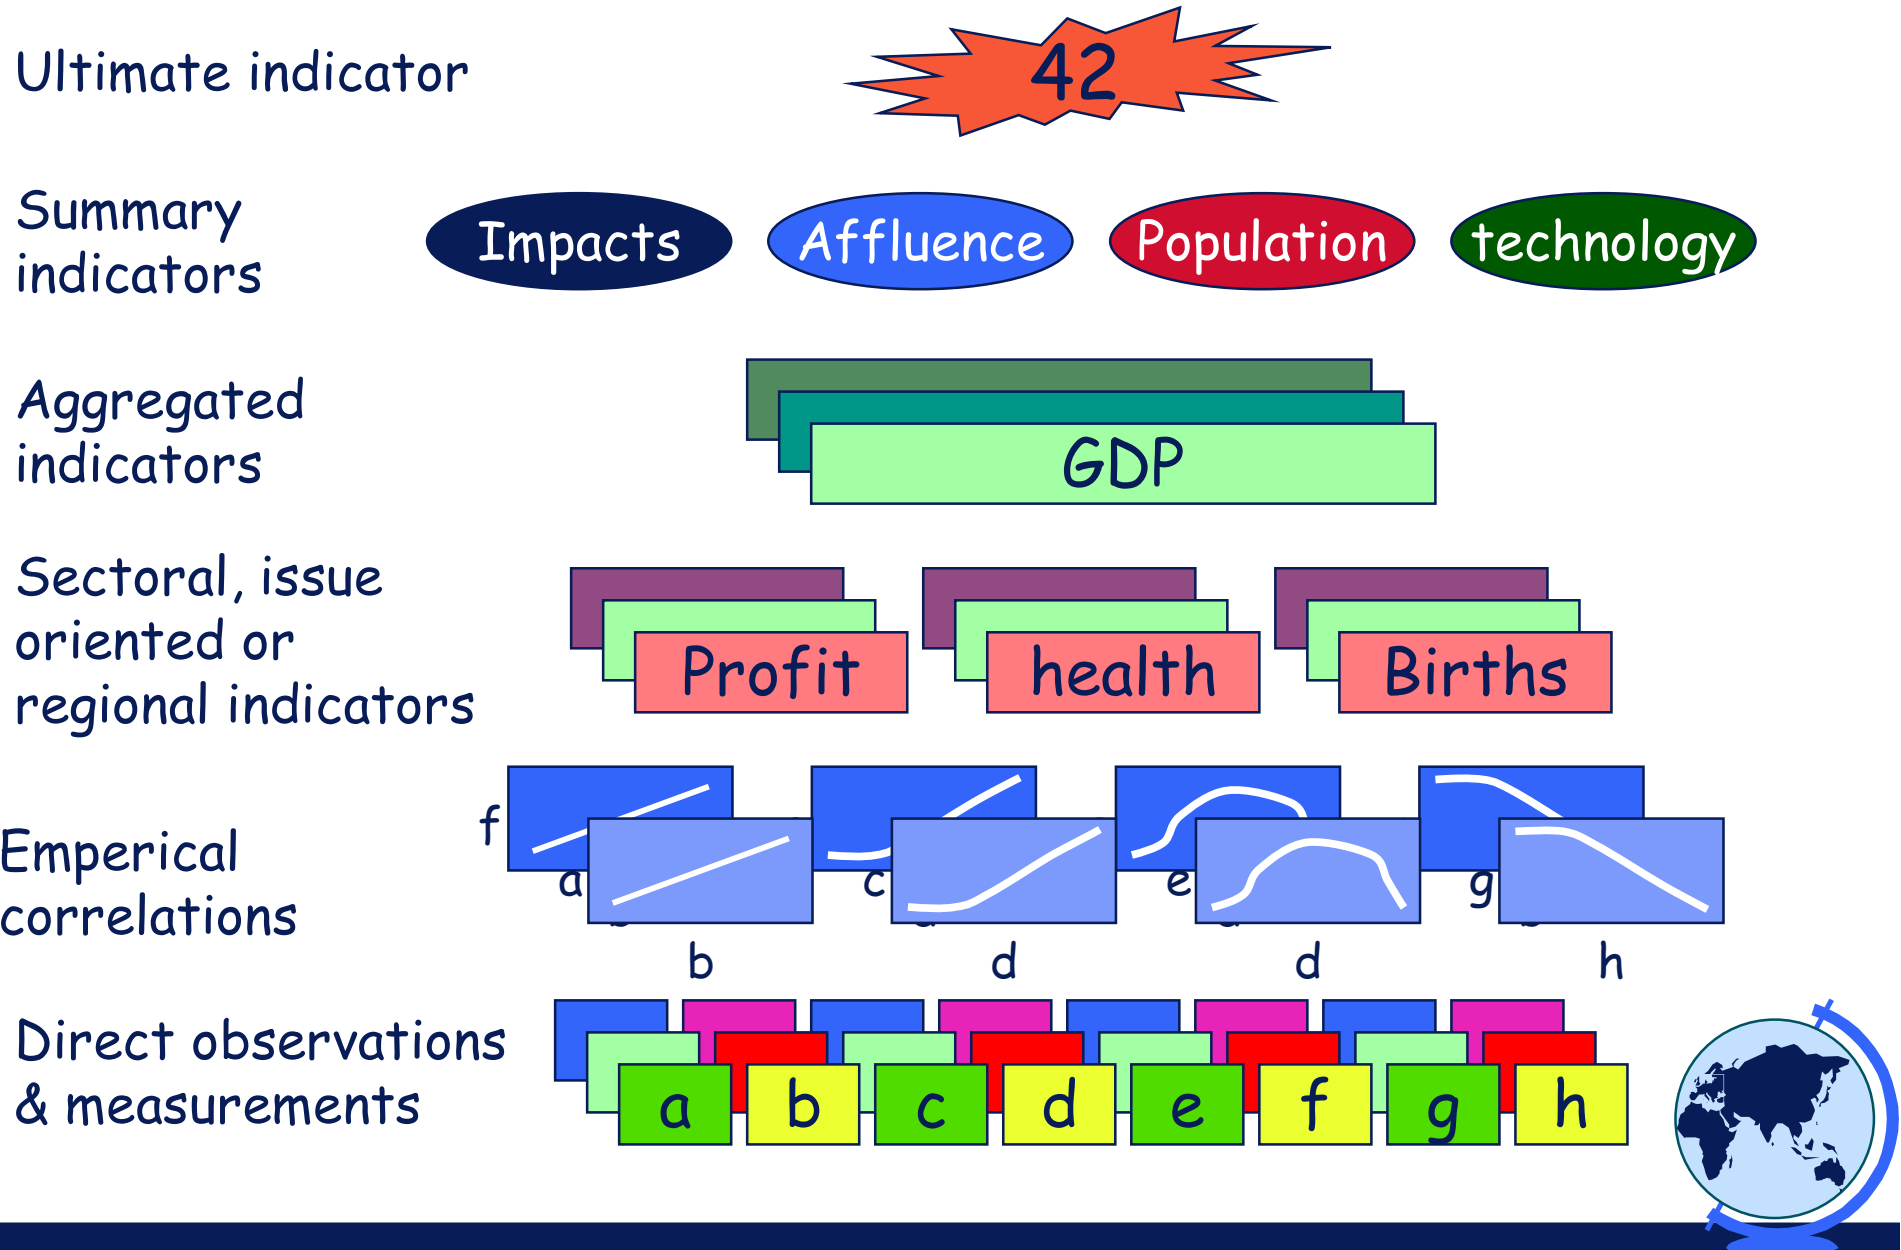 Ultimate indicator
42
Summary
indicators
Impacts
Affluence
Population
technology
Aggregated
indicators
GDP
Sectoral, issue
oriented or
regional indicators
Profit
health
Births
Emperical
correlations
f
a
c
e
g
b
d
d
h
Direct observations
& measurements
a
b
c
d
e
f
g
h